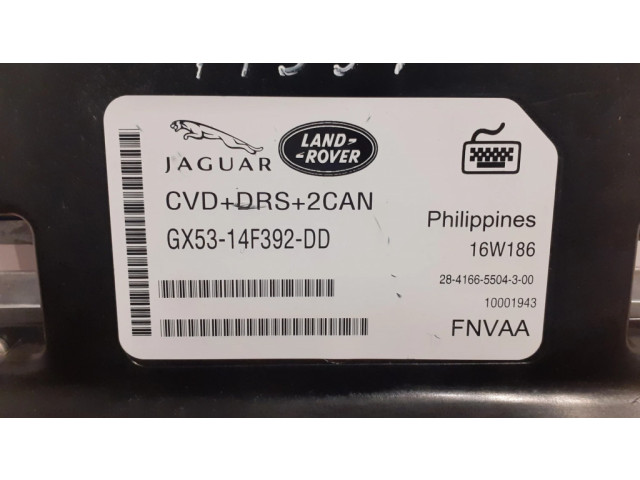 JAGUAR
LAND-
-ROVER
CVD+DRS+2CAN
GX53-14F392-DD
Philippines
16W186
28-4166-5504-3-00
10001943
FNVAA